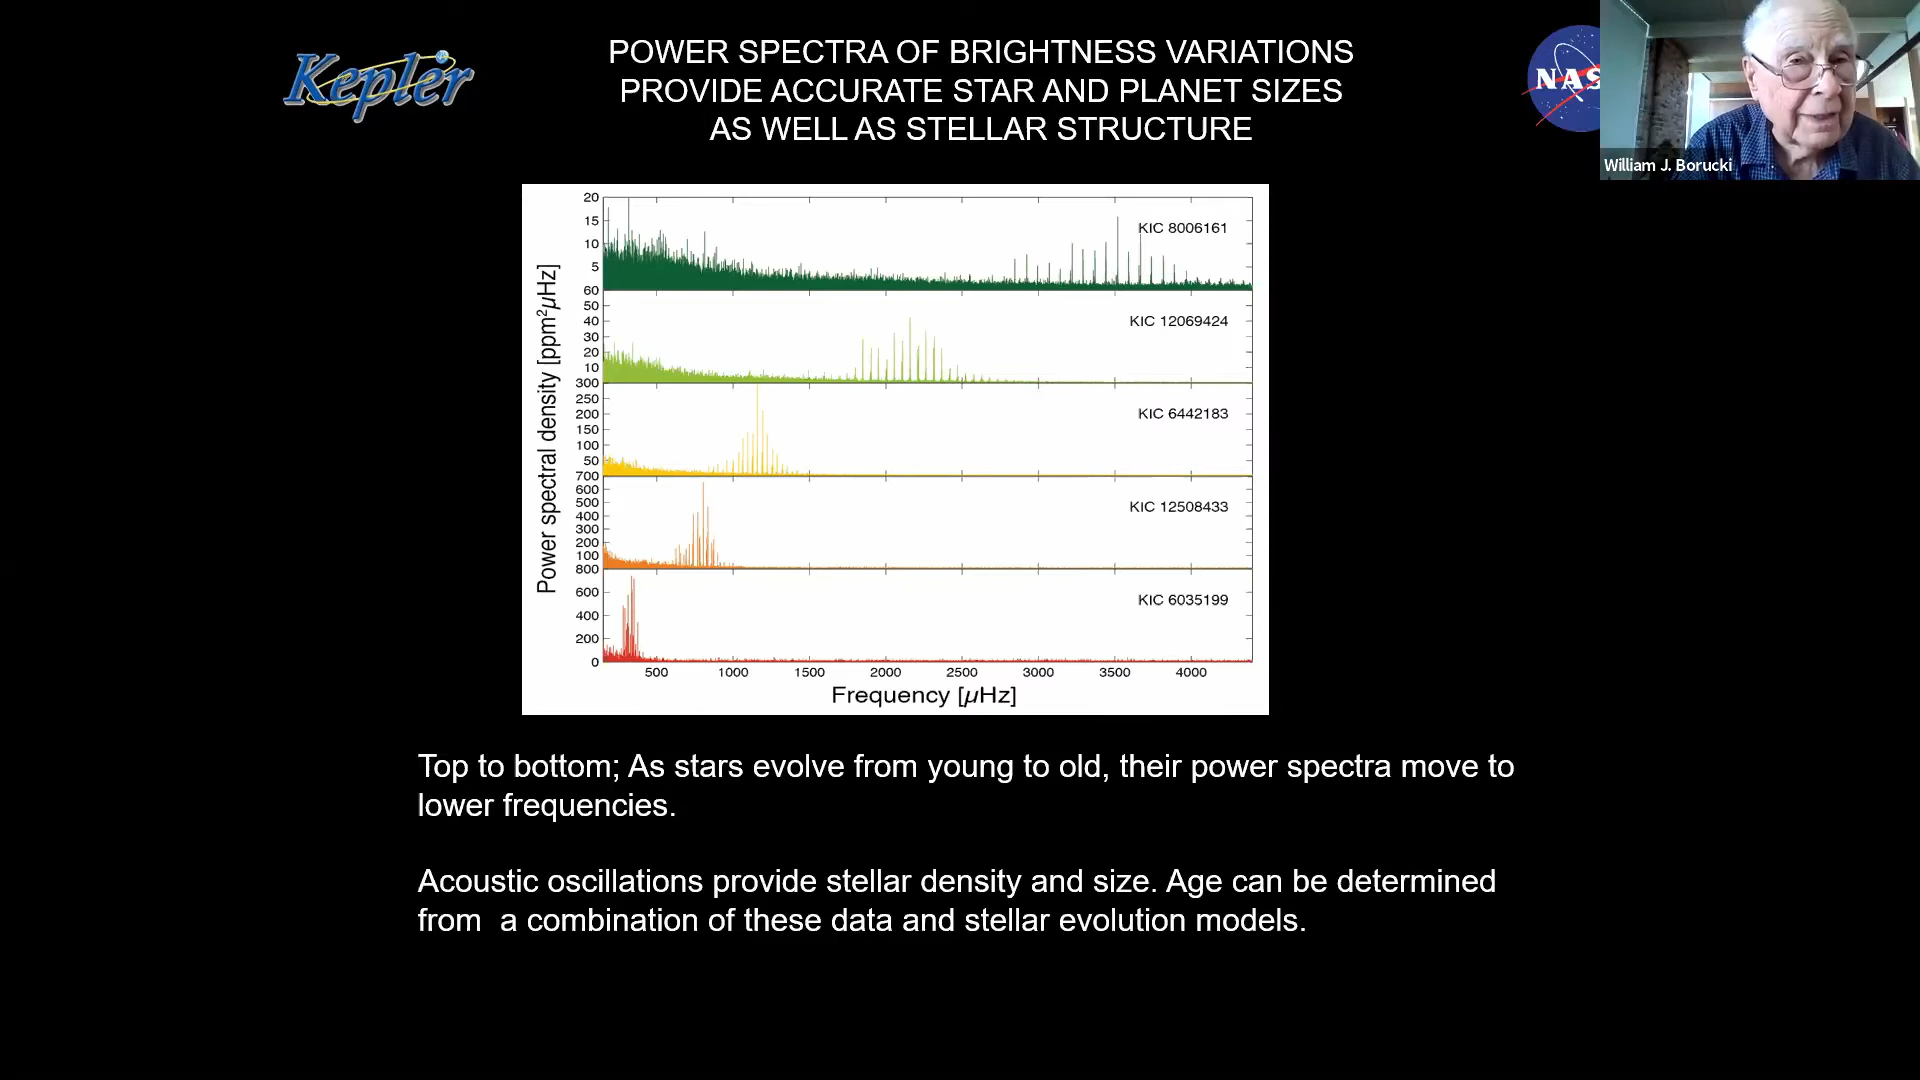 Kepler
POWER SPECTRA OF BRIGHTNESS VARIATIONS
PROVIDE ACCURATE STAR AND PLANET SIZES
AS WELL AS STELLAR STRUCTURE
NAS
William J. Borucki
Power spectral density [ppm²μHz]
20
15
10
5
KIC 8006161
60
50
40
30
20
10
KIC 12069424
300
250
200
150
100
50
KIC 6442183
700
600
500
400
300
200
100
KIC 12508433
800
600
400
200
0
KIC 6035199
500 1000 1500 2000 2500 3000 3500 4000
Frequency [μHz]
Top to bottom; As stars evolve from young to old, their power spectra move to
lower frequencies.
Acoustic oscillations provide stellar density and size. Age can be determined
from a combination of these data and stellar evolution models.